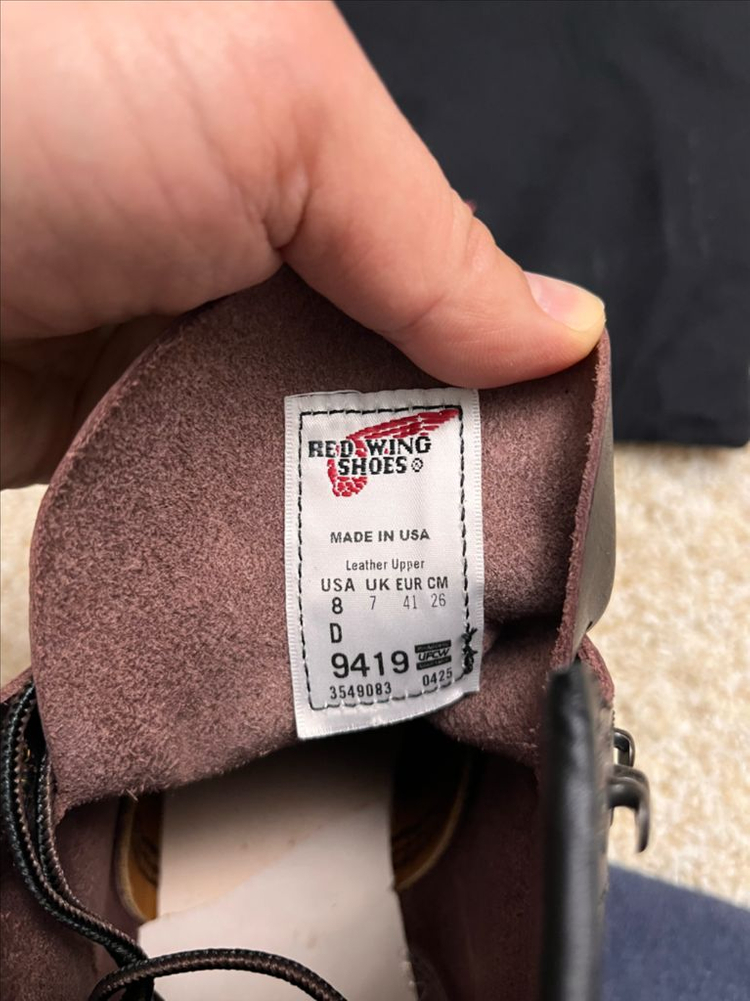 RED WING
SHOES®
MADE IN USA
Leather Upper
USA UK EUR CM
8 7 41 26
D
9419 UFCW
3549083 0425